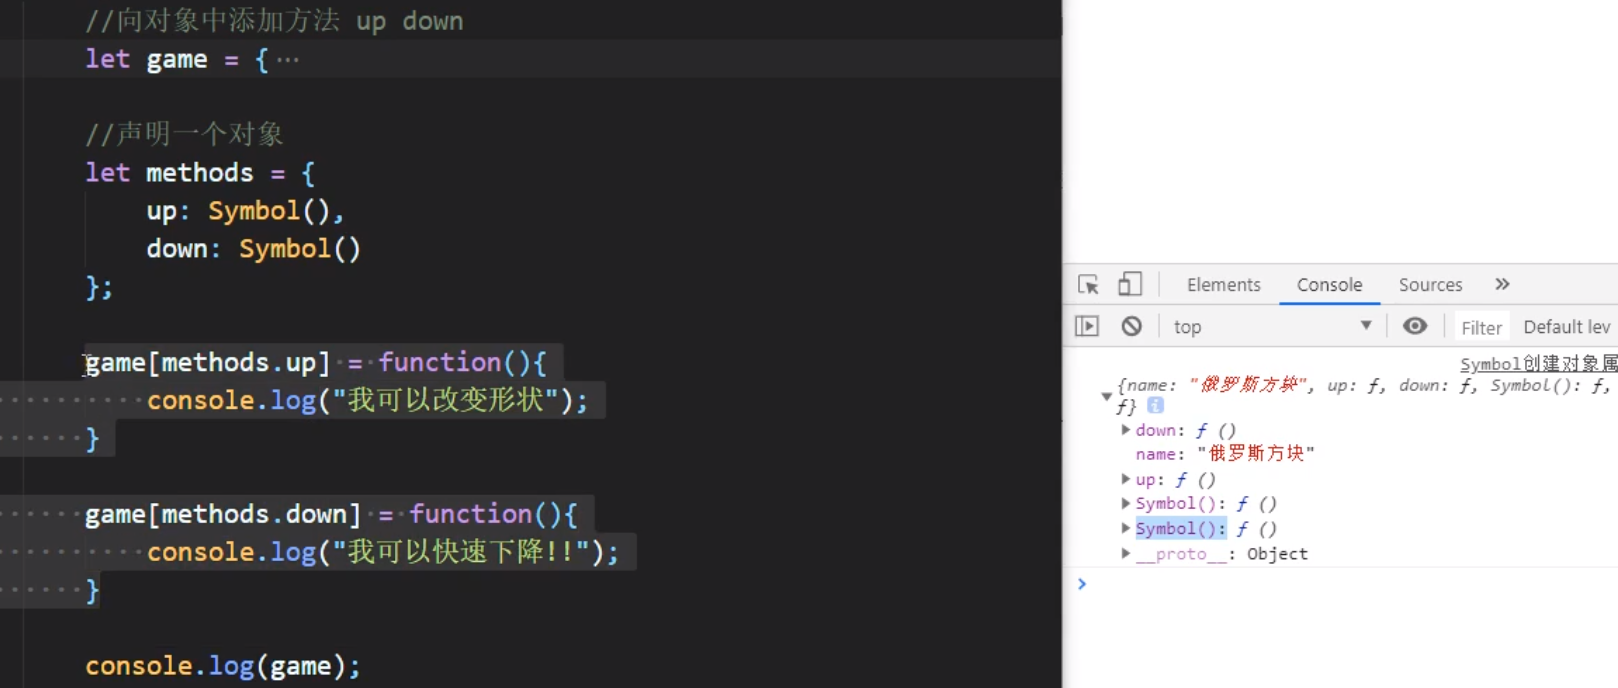 //向对象中添加方法 up down
let game = {···
//声明一个对象
let methods = {
up: Symbol(),
down: Symbol()
};
game[methods.up] = function(){
console.log("我可以改变形状");
}
game[methods.down] = function(){
console.log("我可以快速下降!!");
}
console.log(game);
Elements Console Sources »
top Filter Default lev
Symbol创建对象属
{name: "俄罗斯方块", up: ƒ, down: ƒ, Symbol(): ƒ,
ƒ} i
down: ƒ ()
name: "俄罗斯方块"
up: ƒ ()
Symbol(): ƒ ()
Symbol(): ƒ ()
__proto__: Object